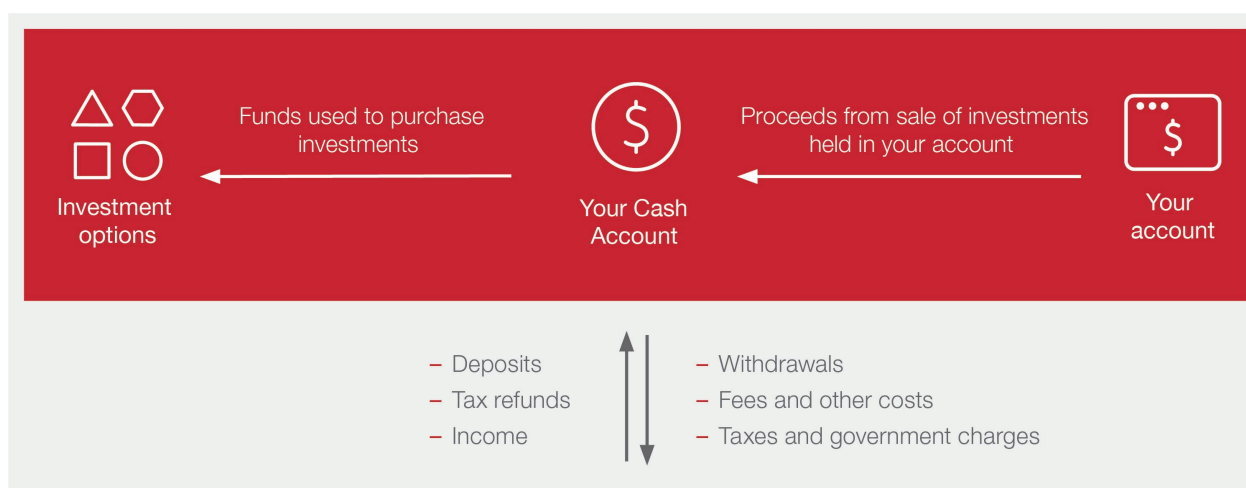 Funds used to purchase
investments
Proceeds from sale of investments
held in your account
$
$
Investment
options
Your Cash
Account
Your
account
– Deposits
– Tax refunds
– Income
– Withdrawals
– Fees and other costs
– Taxes and government charges